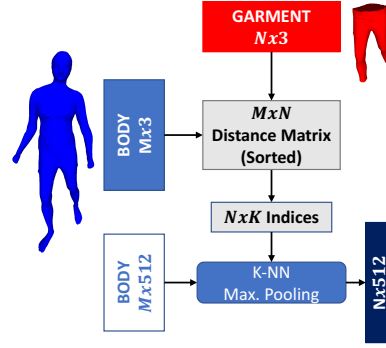 GARMENT
Nx3
BODY
Mx3
MxN
Distance Matrix
(Sorted)
NxK Indices
BODY
Mx512
K-NN
Max. Pooling
Nx512